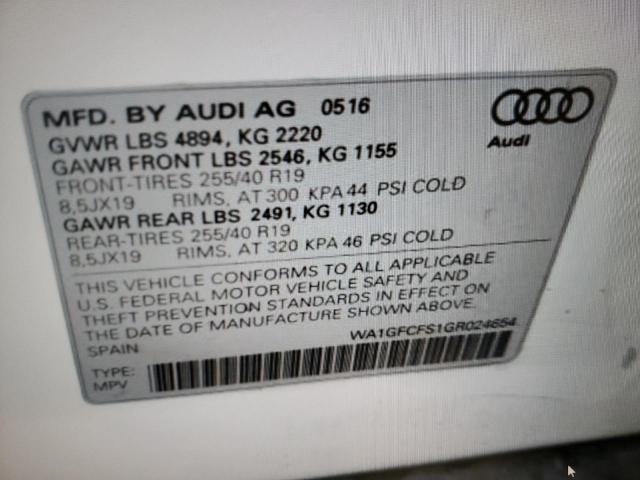 MFD. BY AUDI AG 0516
Audi
GVWR LBS 4894, KG 2220
GAWR FRONT LBS 2546, KG 1155
FRONT-TIRES 255/40 R19
8,5JX19 RIMS, AT 300 KPA 44 PSI COLD
GAWR REAR LBS 2491, KG 1130
REAR-TIRES 255/40 R19
8,5JX19 RIMS, AT 320 KPA 46 PSI COLD
THIS VEHICLE CONFORMS TO ALL APPLICABLE
U.S. FEDERAL MOTOR VEHICLE SAFETY AND
THEFT PREVENTION STANDARDS IN EFFECT ON
THE DATE OF MANUFACTURE SHOWN ABOVE.
SPAIN WA1GFCFS1GR024654
TYPE:
MPV